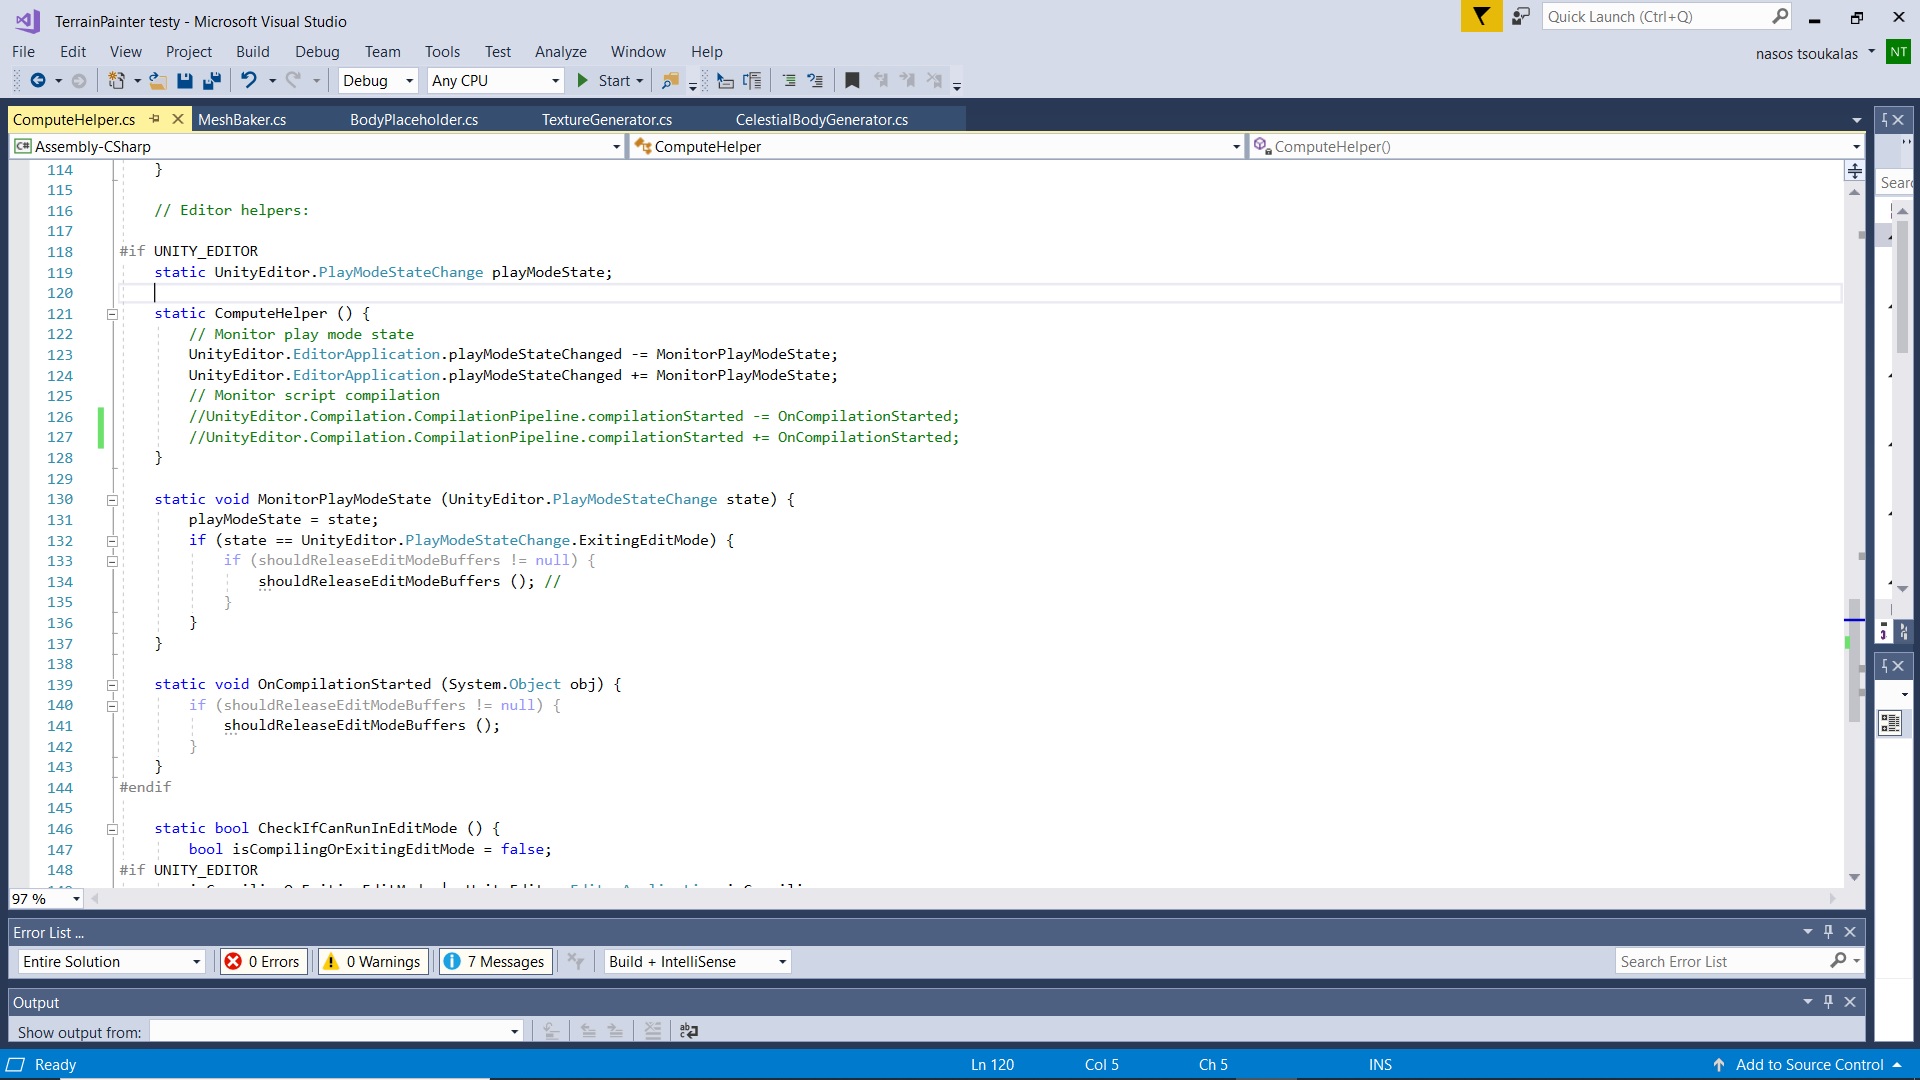 TerrainPainter testy - Microsoft Visual Studio
Quick Launch (Ctrl+Q)
File Edit View Project Build Debug Team Tools Test Analyze Window Help
nasos tsoukalas NT
Debug Any CPU Start
ComputeHelper.cs MeshBaker.cs BodyPlaceholder.cs TextureGenerator.cs CelestialBodyGenerator.cs
C# Assembly-CSharp ComputeHelper ComputeHelper()
Sear
114 }
115
116 // Editor helpers:
117
118 #if UNITY_EDITOR
119 static UnityEditor.PlayModeStateChange playModeState;
120
121 static ComputeHelper () {
122 // Monitor play mode state
123 UnityEditor.EditorApplication.playModeStateChanged -= MonitorPlayModeState;
124 UnityEditor.EditorApplication.playModeStateChanged += MonitorPlayModeState;
125 // Monitor script compilation
126 //UnityEditor.Compilation.CompilationPipeline.compilationStarted -= OnCompilationStarted;
127 //UnityEditor.Compilation.CompilationPipeline.compilationStarted += OnCompilationStarted;
128 }
129
130 static void MonitorPlayModeState (UnityEditor.PlayModeStateChange state) {
131 playModeState = state;
132 if (state == UnityEditor.PlayModeStateChange.ExitingEditMode) {
133 if (shouldReleaseEditModeBuffers != null) {
134 shouldReleaseEditModeBuffers (); //
135 }
136 }
137 }
138
139 static void OnCompilationStarted (System.Object obj) {
140 if (shouldReleaseEditModeBuffers != null) {
141 shouldReleaseEditModeBuffers ();
142 }
143 }
144 #endif
145
146 static bool CheckIfCanRunInEditMode () {
147 bool isCompilingOrExitingEditMode = false;
148 #if UNITY_EDITOR
97 %
Error List ...
Entire Solution 0 Errors 0 Warnings 7 Messages Build + IntelliSense Search Error List
Output
Show output from:
Ready Ln 120 Col 5 Ch 5 INS Add to Source Control